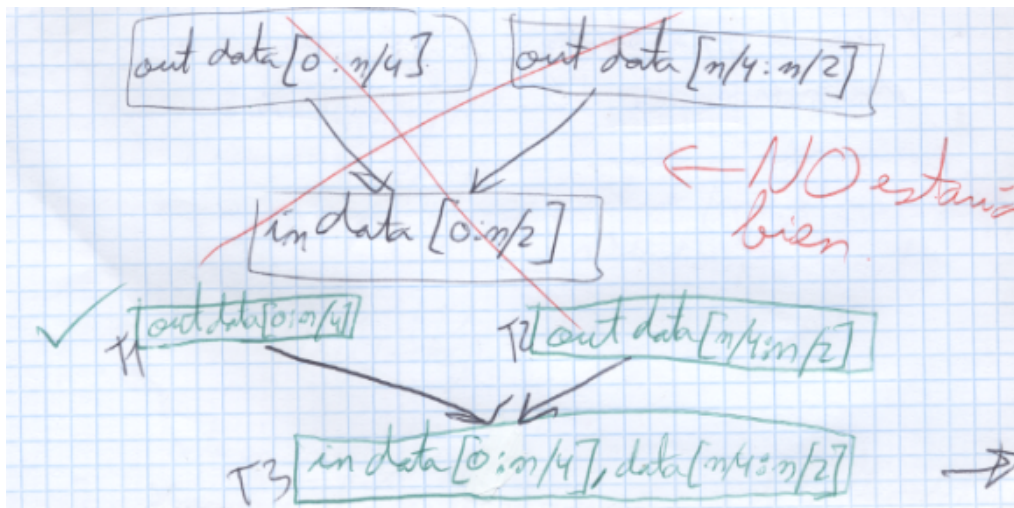 out data[0:n/4]
out data [n/4:n/2]
← NO estaría
bien.
in data [0:n/2]
✓
T1 out data[0:n/4]
T2 out data[n/4:n/2]
T3 in data[0:n/4], data[n/4:n/2]